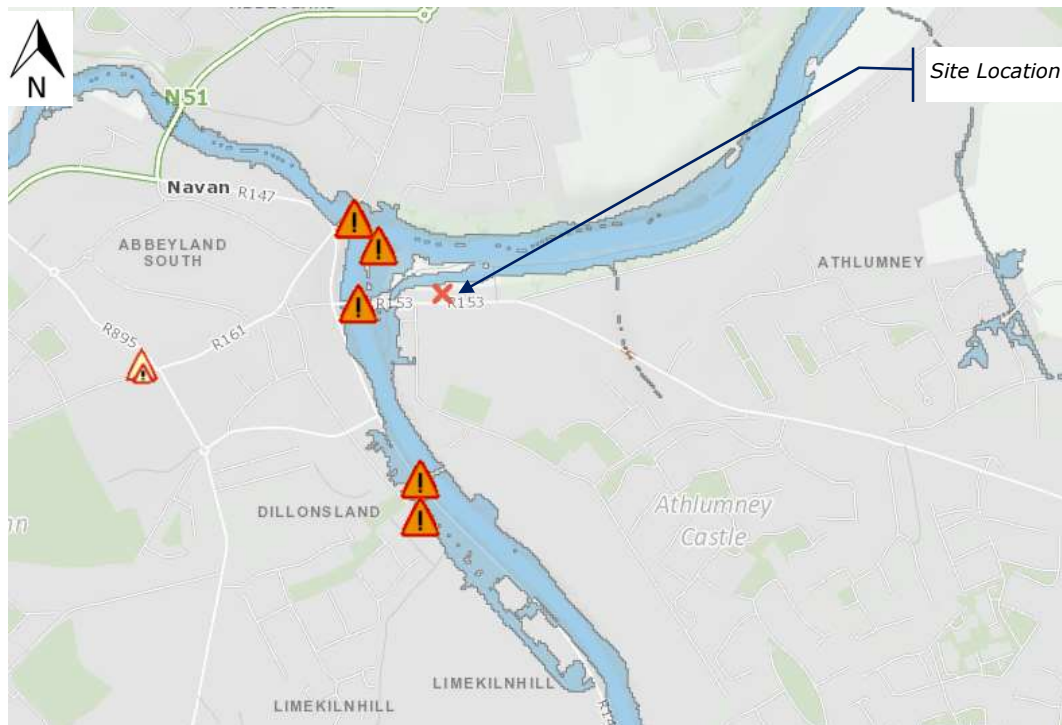 N
N51
Site Location
Navan
R147
ABBEYLAND
SOUTH
ATHLUMNEY
R153
R153
R895
R161
DILLONSLAND
Athlumney
Castle
LIMEKILNHILL
LIMEKILNHILL